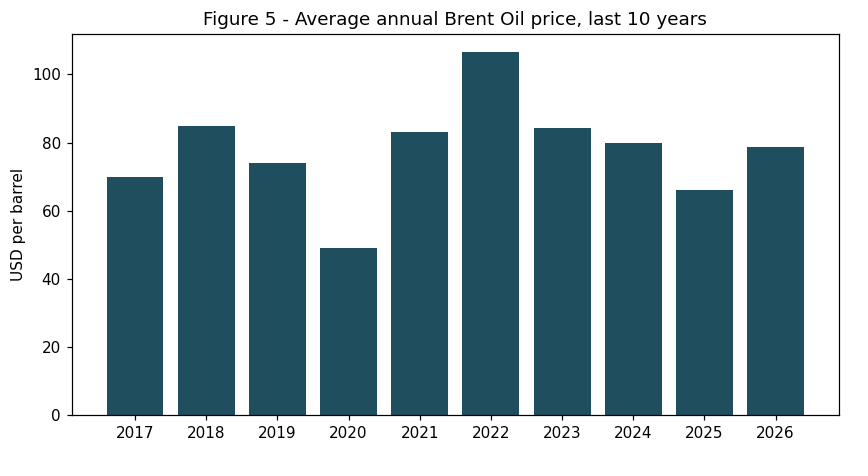 Figure 5 - Average annual Brent Oil price, last 10 years
USD per barrel
100
80
60
40
20
0
2017 2018 2019 2020 2021 2022 2023 2024 2025 2026